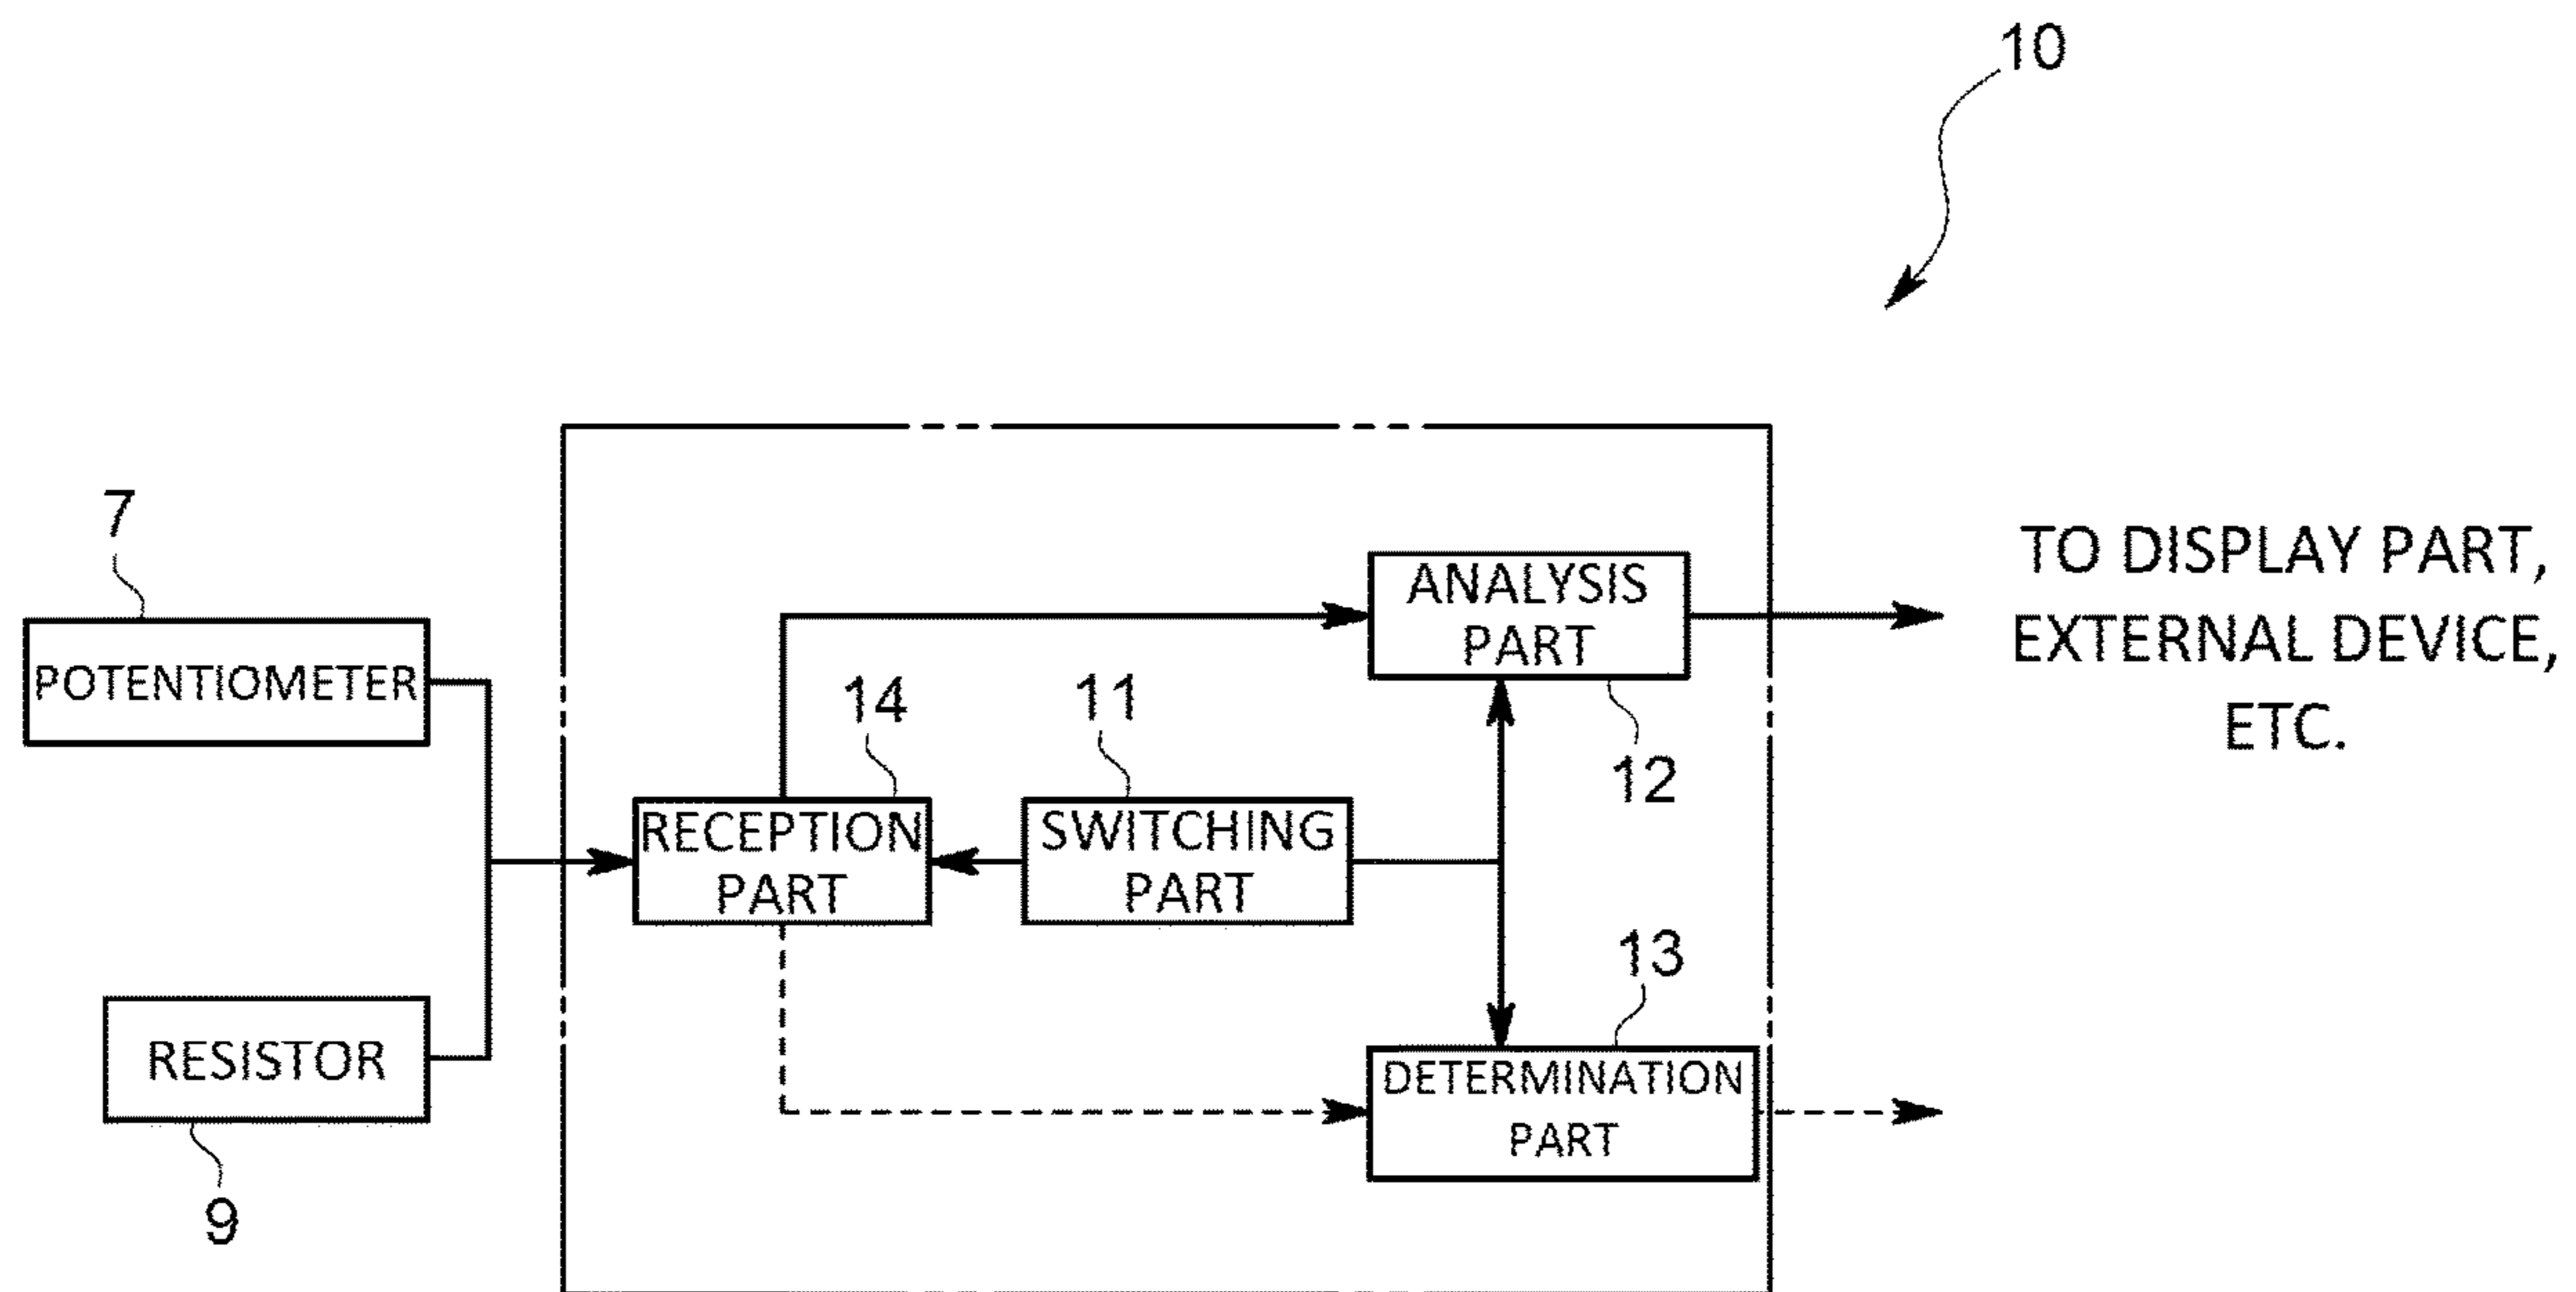 10
7
POTENTIOMETER
14
RECEPTION
PART
11
SWITCHING
PART
ANALYSIS
PART
12
TO DISPLAY PART,
EXTERNAL DEVICE,
ETC.
RESISTOR
9
13
DETERMINATION
PART